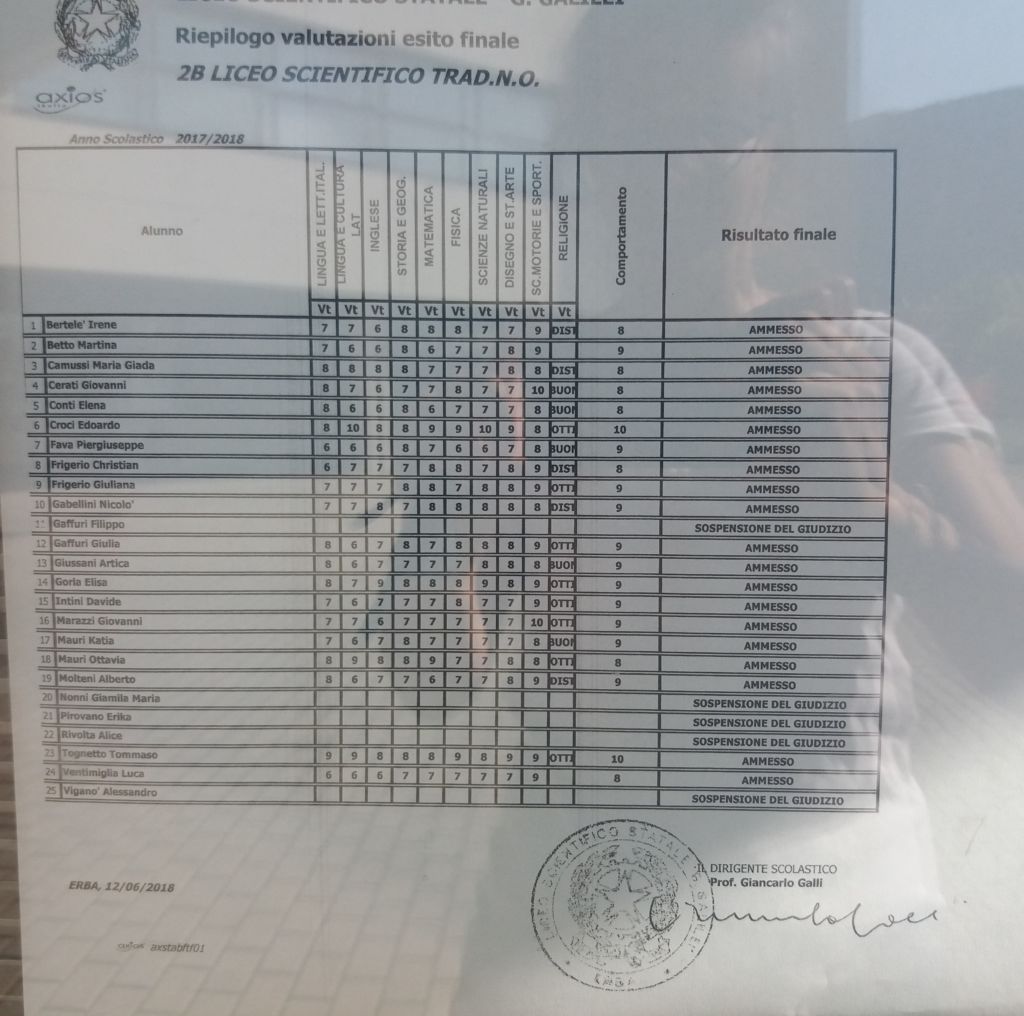 LICEO SCIENTIFICO STATALE "G. GALILEI"
Riepilogo valutazioni esito finale
2B LICEO SCIENTIFICO TRAD.N.O.
axios
Anno Scolastico 2017/2018
Alunno LINGUA E LETT.ITAL. LINGUA E CULTURA LAT INGLESE STORIA E GEOG. MATEMATICA FISICA SCIENZE NATURALI DISEGNO E ST.ARTE SC.MOTORIE E SPORT. RELIGIONE Comportamento Risultato finale
Vt Vt Vt Vt Vt Vt Vt Vt Vt Vt
1 Bertele' Irene 7 7 6 8 8 8 7 7 9 DIST 8 AMMESSO
2 Betto Martina 7 6 6 8 6 7 7 8 9 9 AMMESSO
3 Camussi Maria Giada 8 8 8 8 7 7 7 8 8 DIST 8 AMMESSO
4 Cerati Giovanni 8 7 6 7 7 8 7 7 10 BUON 8 AMMESSO
5 Conti Elena 8 6 6 8 6 7 7 7 8 BUON 8 AMMESSO
6 Croci Edoardo 8 10 8 8 9 9 10 9 8 OTTI 10 AMMESSO
7 Fava Piergiuseppe 6 6 6 8 7 6 6 7 8 BUON 9 AMMESSO
8 Frigerio Christian 6 7 7 7 8 8 7 8 9 DIST 8 AMMESSO
9 Frigerio Giuliana 7 7 7 8 8 7 8 8 9 OTTI 9 AMMESSO
10 Gabellini Nicolo' 7 7 8 7 8 8 8 8 8 DIST 9 AMMESSO
11 Gaffuri Filippo SOSPENSIONE DEL GIUDIZIO
12 Gaffuri Giulia 8 6 7 8 7 8 8 8 9 OTTI 9 AMMESSO
13 Giussani Artica 8 6 7 7 7 7 8 8 8 BUON 9 AMMESSO
14 Goria Elisa 8 7 9 8 8 8 9 8 9 OTTI 9 AMMESSO
15 Intini Davide 7 6 7 7 7 8 7 7 9 OTTI 9 AMMESSO
16 Marazzi Giovanni 7 7 6 7 7 7 7 7 10 OTTI 9 AMMESSO
17 Mauri Katia 7 6 7 8 7 7 7 7 8 BUON 9 AMMESSO
18 Mauri Ottavia 8 9 8 8 9 7 7 8 8 OTTI 8 AMMESSO
19 Molteni Alberto 8 6 7 7 6 7 7 8 9 DIST 9 AMMESSO
20 Nonni Giamila Maria SOSPENSIONE DEL GIUDIZIO
21 Pirovano Erika SOSPENSIONE DEL GIUDIZIO
22 Rivolta Alice SOSPENSIONE DEL GIUDIZIO
23 Tognetto Tommaso 9 9 8 8 8 9 8 9 9 OTTI 10 AMMESSO
24 Ventimiglia Luca 6 6 6 7 7 7 7 7 9 8 AMMESSO
25 Vigano' Alessandro SOSPENSIONE DEL GIUDIZIO
LICEO SCIENTIFICO STATALE G. GALILEI
ERBA
IL DIRIGENTE SCOLASTICO
Prof. Giancarlo Galli
ERBA, 12/06/2018
axios axstabftf01